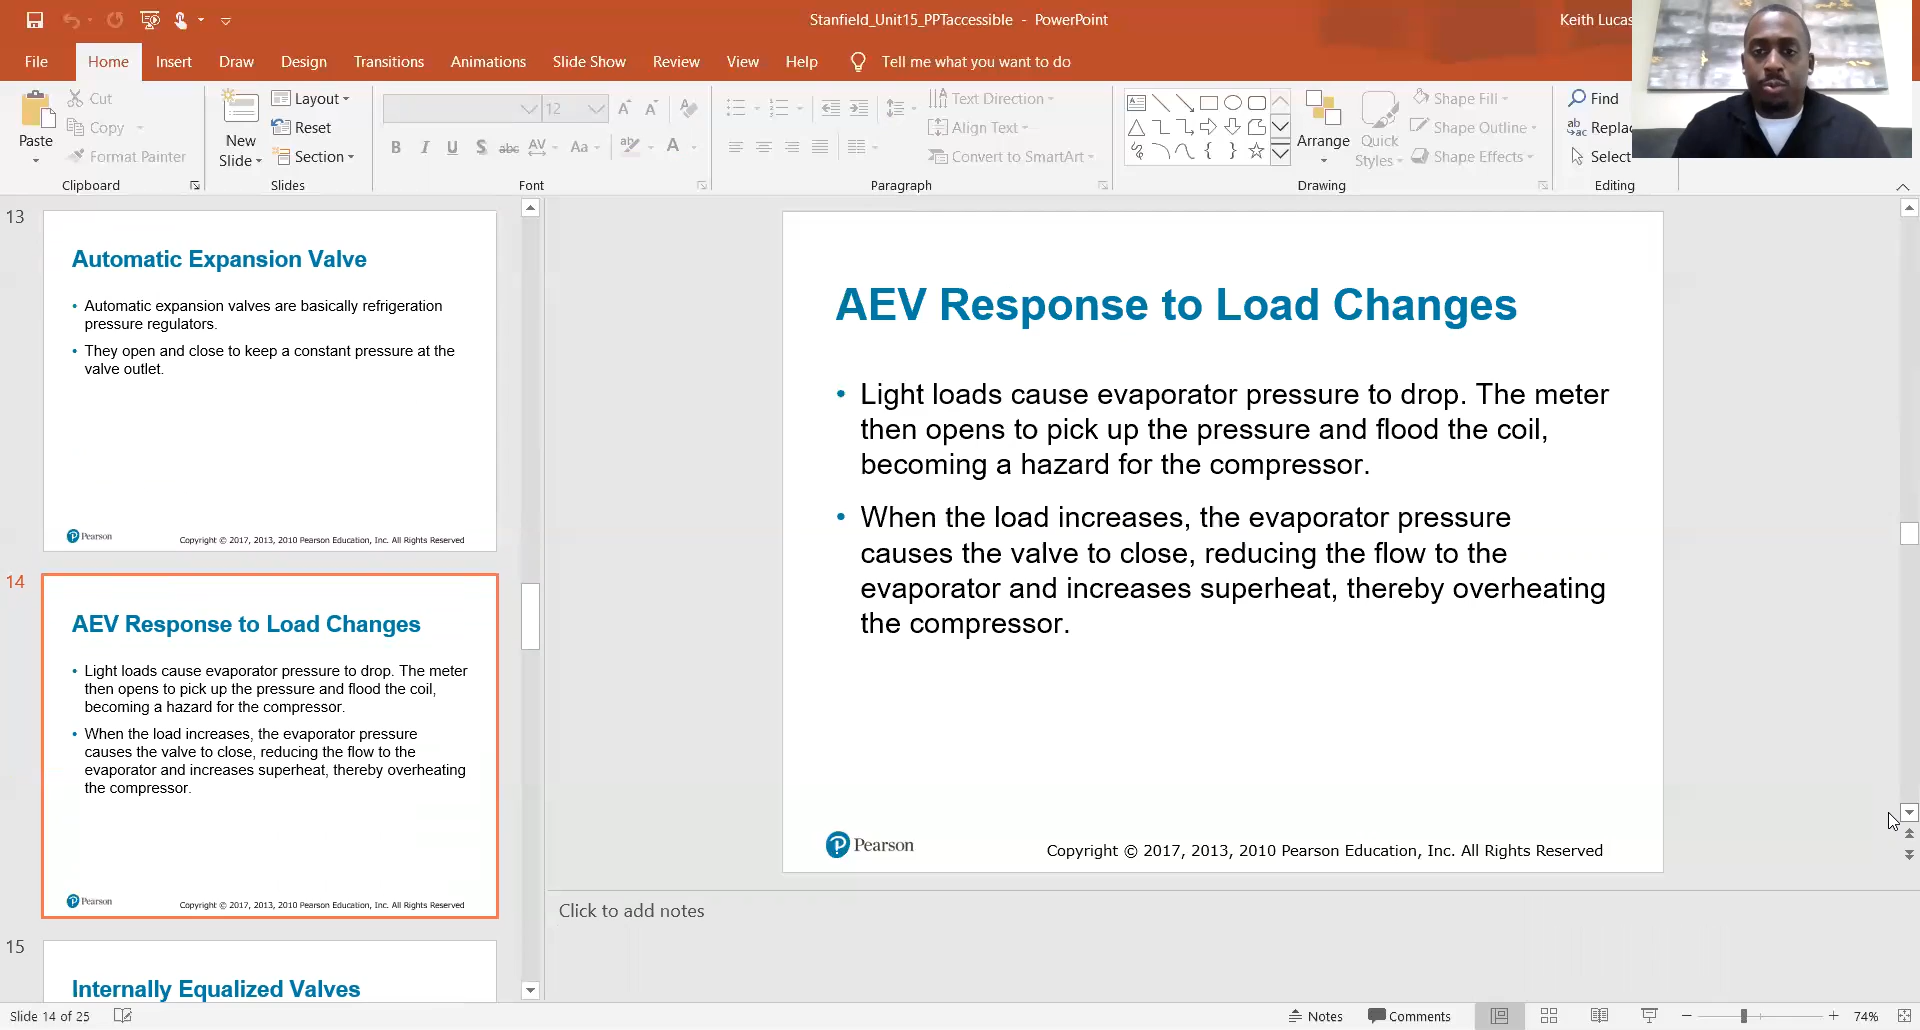 Stanfield_Unit15_PPTaccessible - PowerPoint
Keith Lucas
File Home Insert Draw Design Transitions Animations Slide Show Review View Help Tell me what you want to do
Paste
Cut
Copy
Format Painter
Clipboard
New
Slide
Layout
Reset
Section
Slides
12
B I U S abc AV Aa A
Font
Text Direction
Align Text
Convert to SmartArt
Paragraph
Arrange
Quick
Styles
Shape Fill
Shape Outline
Shape Effects
Drawing
Find
Replac
Select
Editing
13
Automatic Expansion Valve
• Automatic expansion valves are basically refrigeration
pressure regulators.
• They open and close to keep a constant pressure at the
valve outlet.
Pearson
Copyright © 2017, 2013, 2010 Pearson Education, Inc. All Rights Reserved
14
AEV Response to Load Changes
• Light loads cause evaporator pressure to drop. The meter
then opens to pick up the pressure and flood the coil,
becoming a hazard for the compressor.
• When the load increases, the evaporator pressure
causes the valve to close, reducing the flow to the
evaporator and increases superheat, thereby overheating
the compressor.
Pearson
Copyright © 2017, 2013, 2010 Pearson Education, Inc. All Rights Reserved
15
Internally Equalized Valves
AEV Response to Load Changes
• Light loads cause evaporator pressure to drop. The meter
then opens to pick up the pressure and flood the coil,
becoming a hazard for the compressor.
• When the load increases, the evaporator pressure
causes the valve to close, reducing the flow to the
evaporator and increases superheat, thereby overheating
the compressor.
Pearson
Copyright © 2017, 2013, 2010 Pearson Education, Inc. All Rights Reserved
Click to add notes
Slide 14 of 25
Notes
Comments
74%